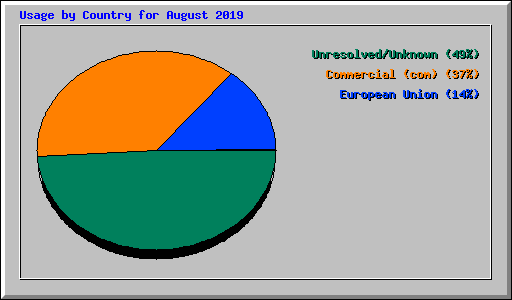 Usage by Country for August 2019
Unresolved/Unknown (49%)
Commercial (com) (37%)
European Union (14%)